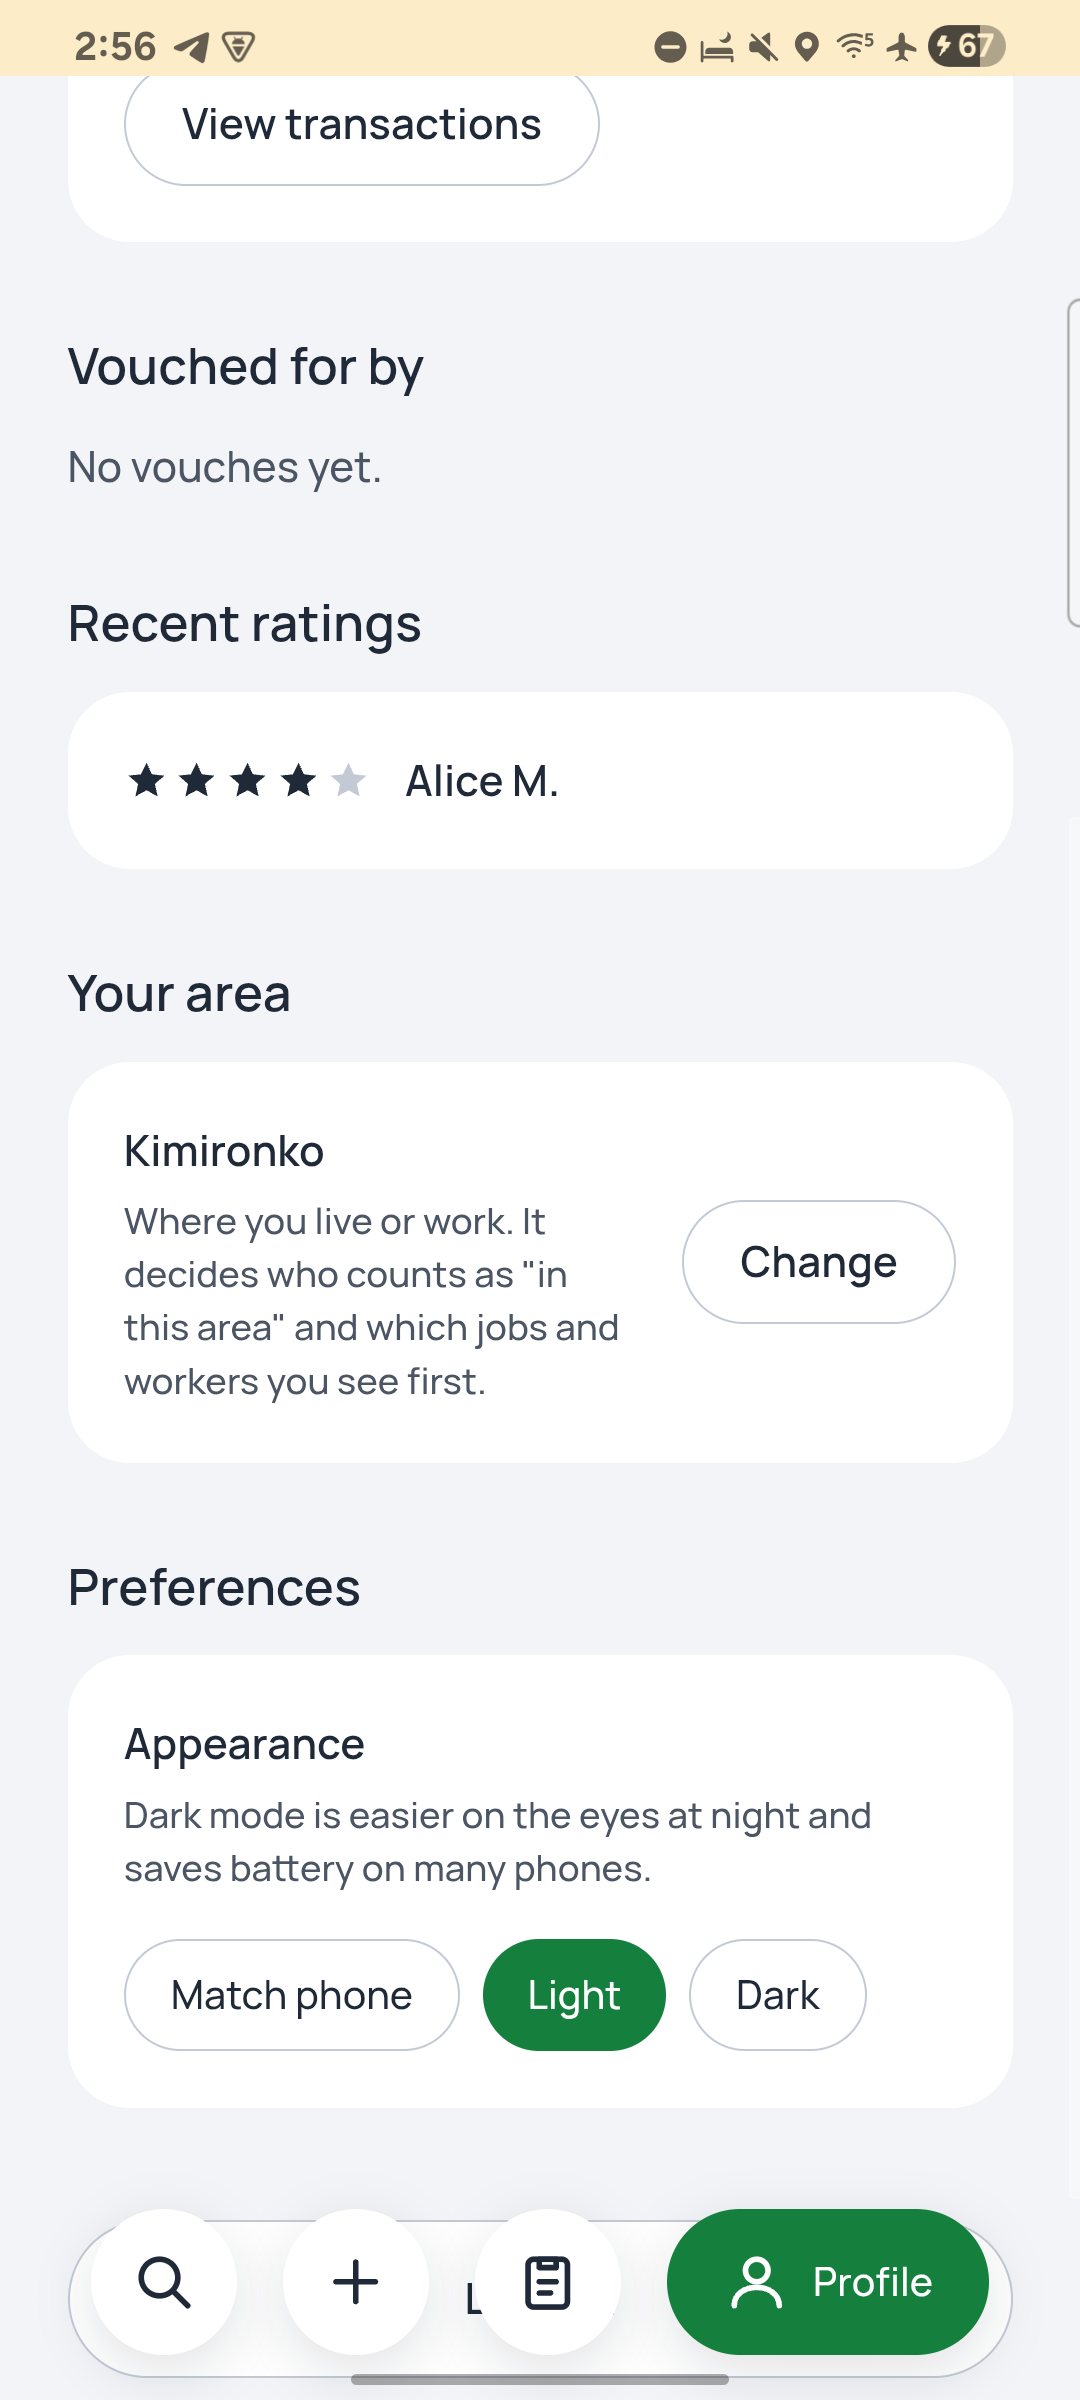 2:56
5
67
View transactions
Vouched for by
No vouches yet.
Recent ratings
Alice M.
Your area
Kimironko
Where you live or work. It
decides who counts as "in
this area" and which jobs and
workers you see first.
Change
Preferences
Appearance
Dark mode is easier on the eyes at night and
saves battery on many phones.
Match phone
Light
Dark
Profile